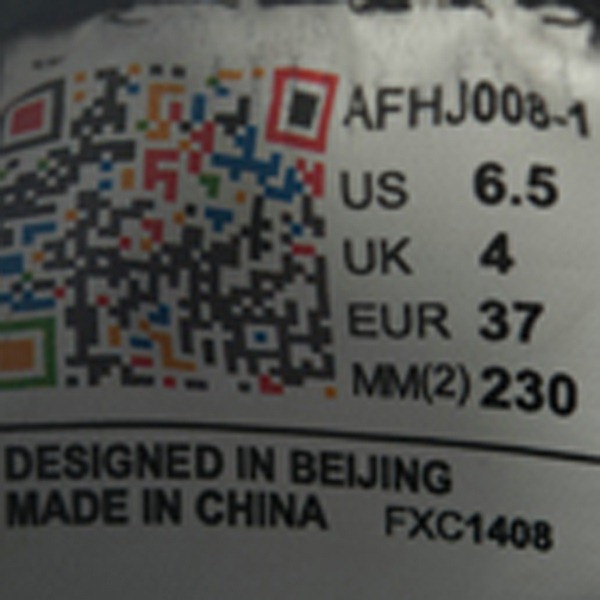 AFHJ008-1
US 6.5
UK 4
EUR 37
MM(2) 230
DESIGNED IN BEIJING
MADE IN CHINA FXC1408